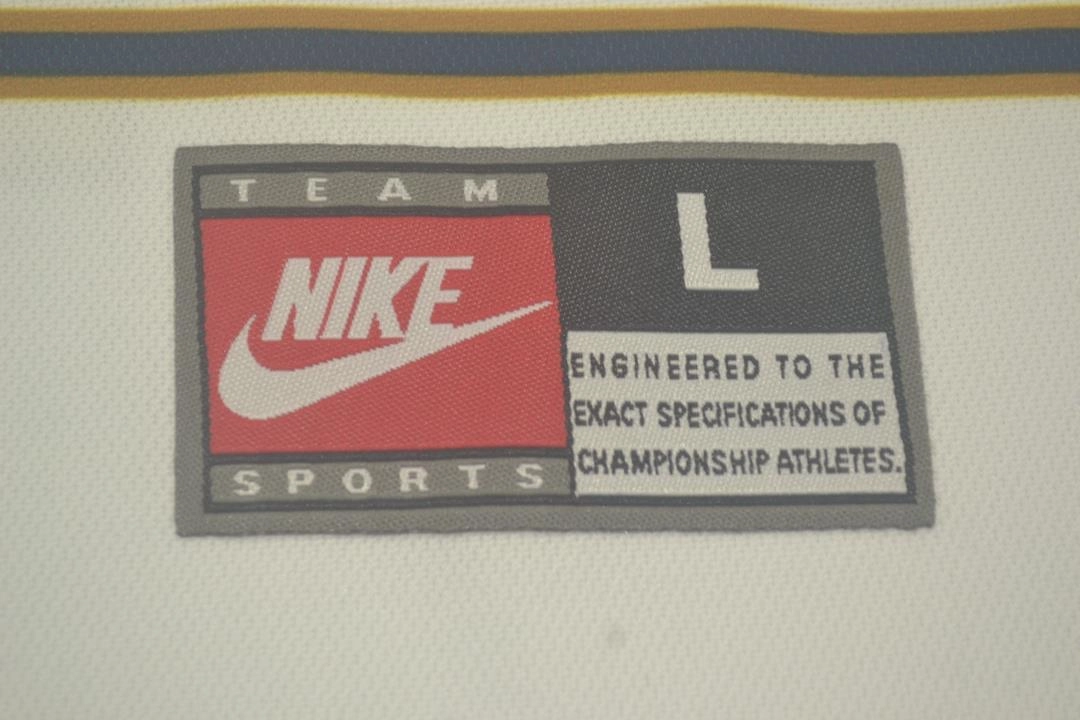 TEAM
NIKE
SPORTS
L
ENGINEERED TO THE
EXACT SPECIFICATIONS OF
CHAMPIONSHIP ATHLETES.